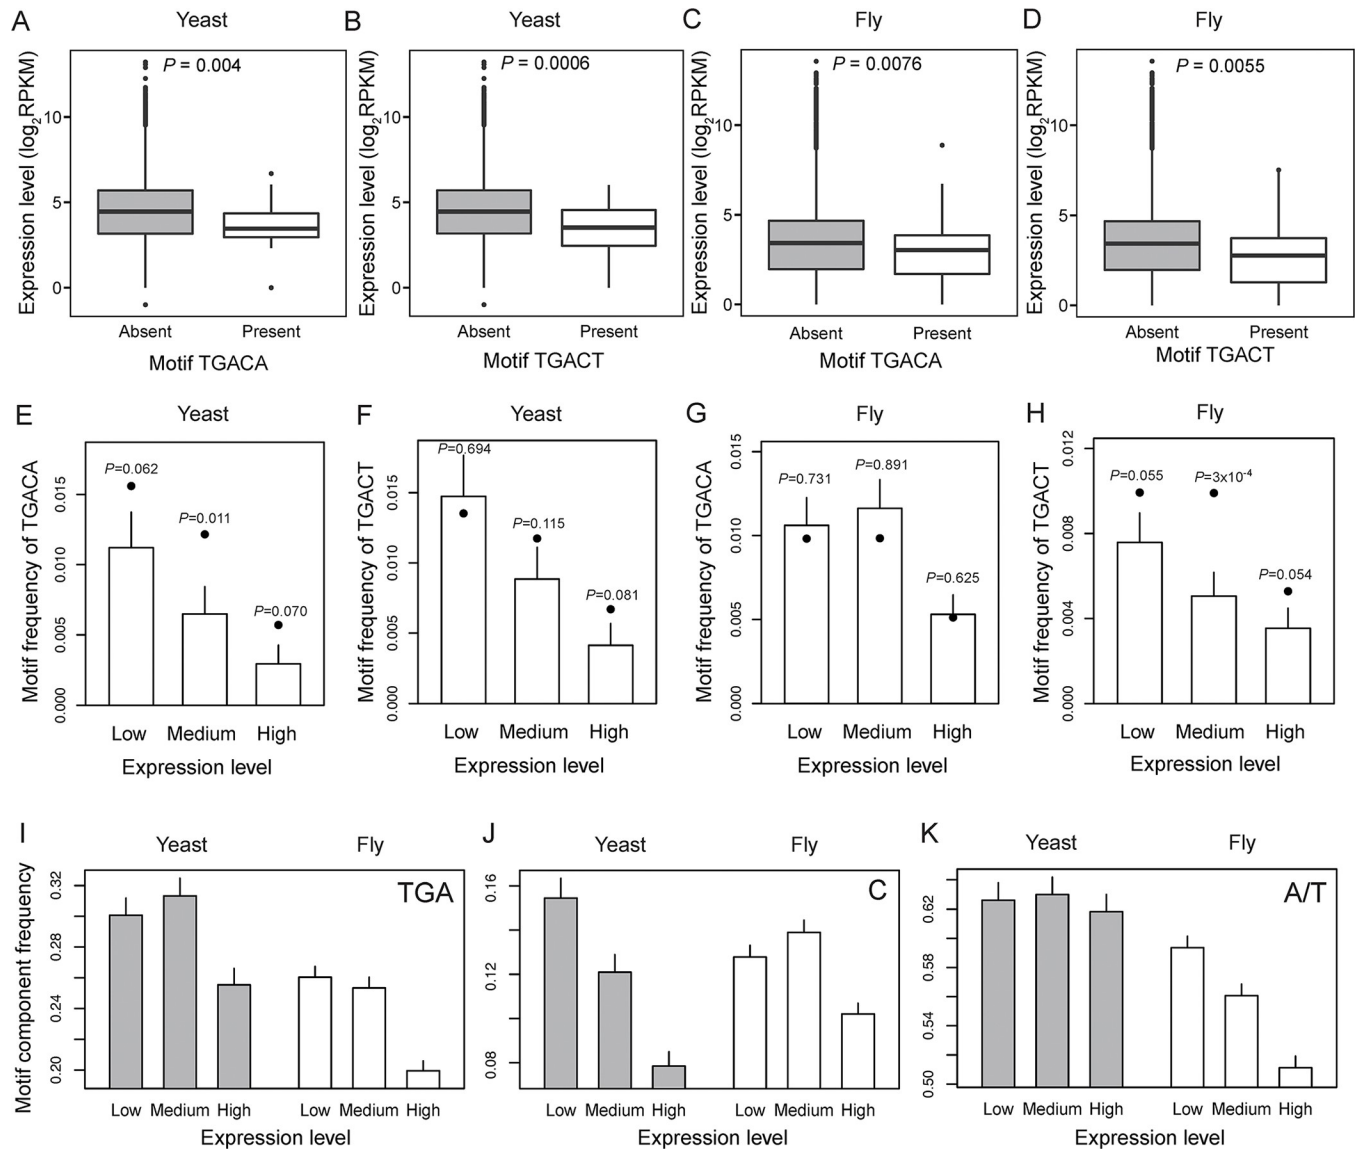 A Yeast
P = 0.004
Expression level (log2RPKM)
10
5
0
Absent Present
Motif TGACA
B Yeast
P = 0.0006
Expression level (log2RPKM)
10
5
0
Absent Present
Motif TGACT
C Fly
P = 0.0076
Expression level (log2RPKM)
10
5
0
Absent Present
Motif TGACA
D Fly
P = 0.0055
Expression level (log2RPKM)
10
5
0
Absent Present
Motif TGACT
E Yeast
Motif frequency of TGACA
0.015
0.010
0.005
0.000
P=0.062
P=0.011
P=0.070
Low Medium High
Expression level
F Yeast
Motif frequency of TGACT
0.015
0.010
0.005
0.000
P=0.694
P=0.115
P=0.081
Low Medium High
Expression level
G Fly
Motif frequency of TGACA
0.015
0.010
0.005
0.000
P=0.731
P=0.891
P=0.625
Low Medium High
Expression level
H Fly
Motif frequency of TGACT
0.012
0.008
0.004
0.000
P=0.055
P=3x10-4
P=0.054
Low Medium High
Expression level
I Yeast Fly
TGA
Motif component frequency
0.32
0.28
0.24
0.20
Low Medium High Low Medium High
Expression level
J Yeast Fly
C
0.16
0.12
0.08
Low Medium High Low Medium High
Expression level
K Yeast Fly
A/T
0.62
0.58
0.54
0.50
Low Medium High Low Medium High
Expression level